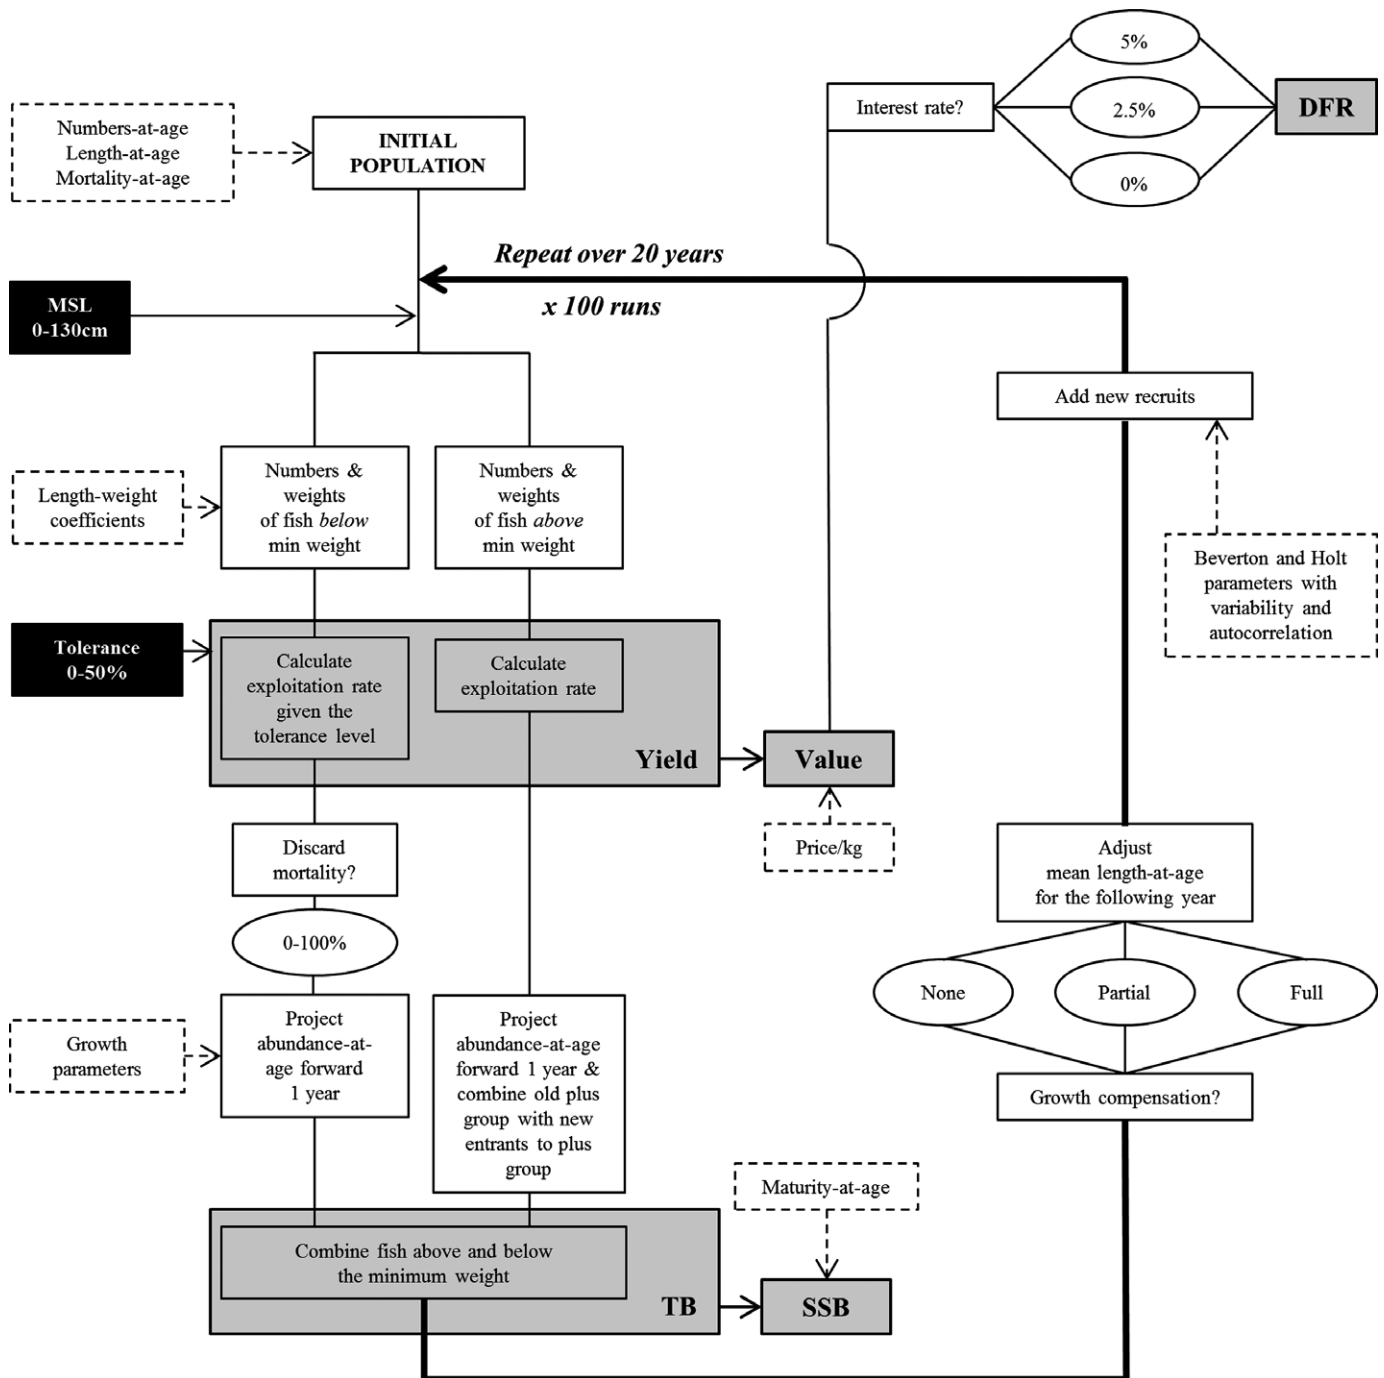 5%
Interest rate?
2.5%
DFR
0%
Numbers-at-age
Length-at-age
Mortality-at-age
INITIAL
POPULATION
Repeat over 20 years
x 100 runs
MSL
0-130cm
Add new recruits
Length-weight
coefficients
Numbers &
weights
of fish below
min weight
Numbers &
weights
of fish above
min weight
Beverton and Holt
parameters with
variability and
autocorrelation
Tolerance
0-50%
Calculate
exploitation rate
given the
tolerance level
Calculate
exploitation rate
Yield
Value
Price/kg
Discard
mortality?
0-100%
Adjust
mean length-at-age
for the following year
None
Partial
Full
Growth compensation?
Growth
parameters
Project
abundance-at-
age forward
1 year
Project
abundance-at-age
forward 1 year &
combine old plus
group with new
entrants to plus
group
Maturity-at-age
Combine fish above and below
the minimum weight
TB
SSB